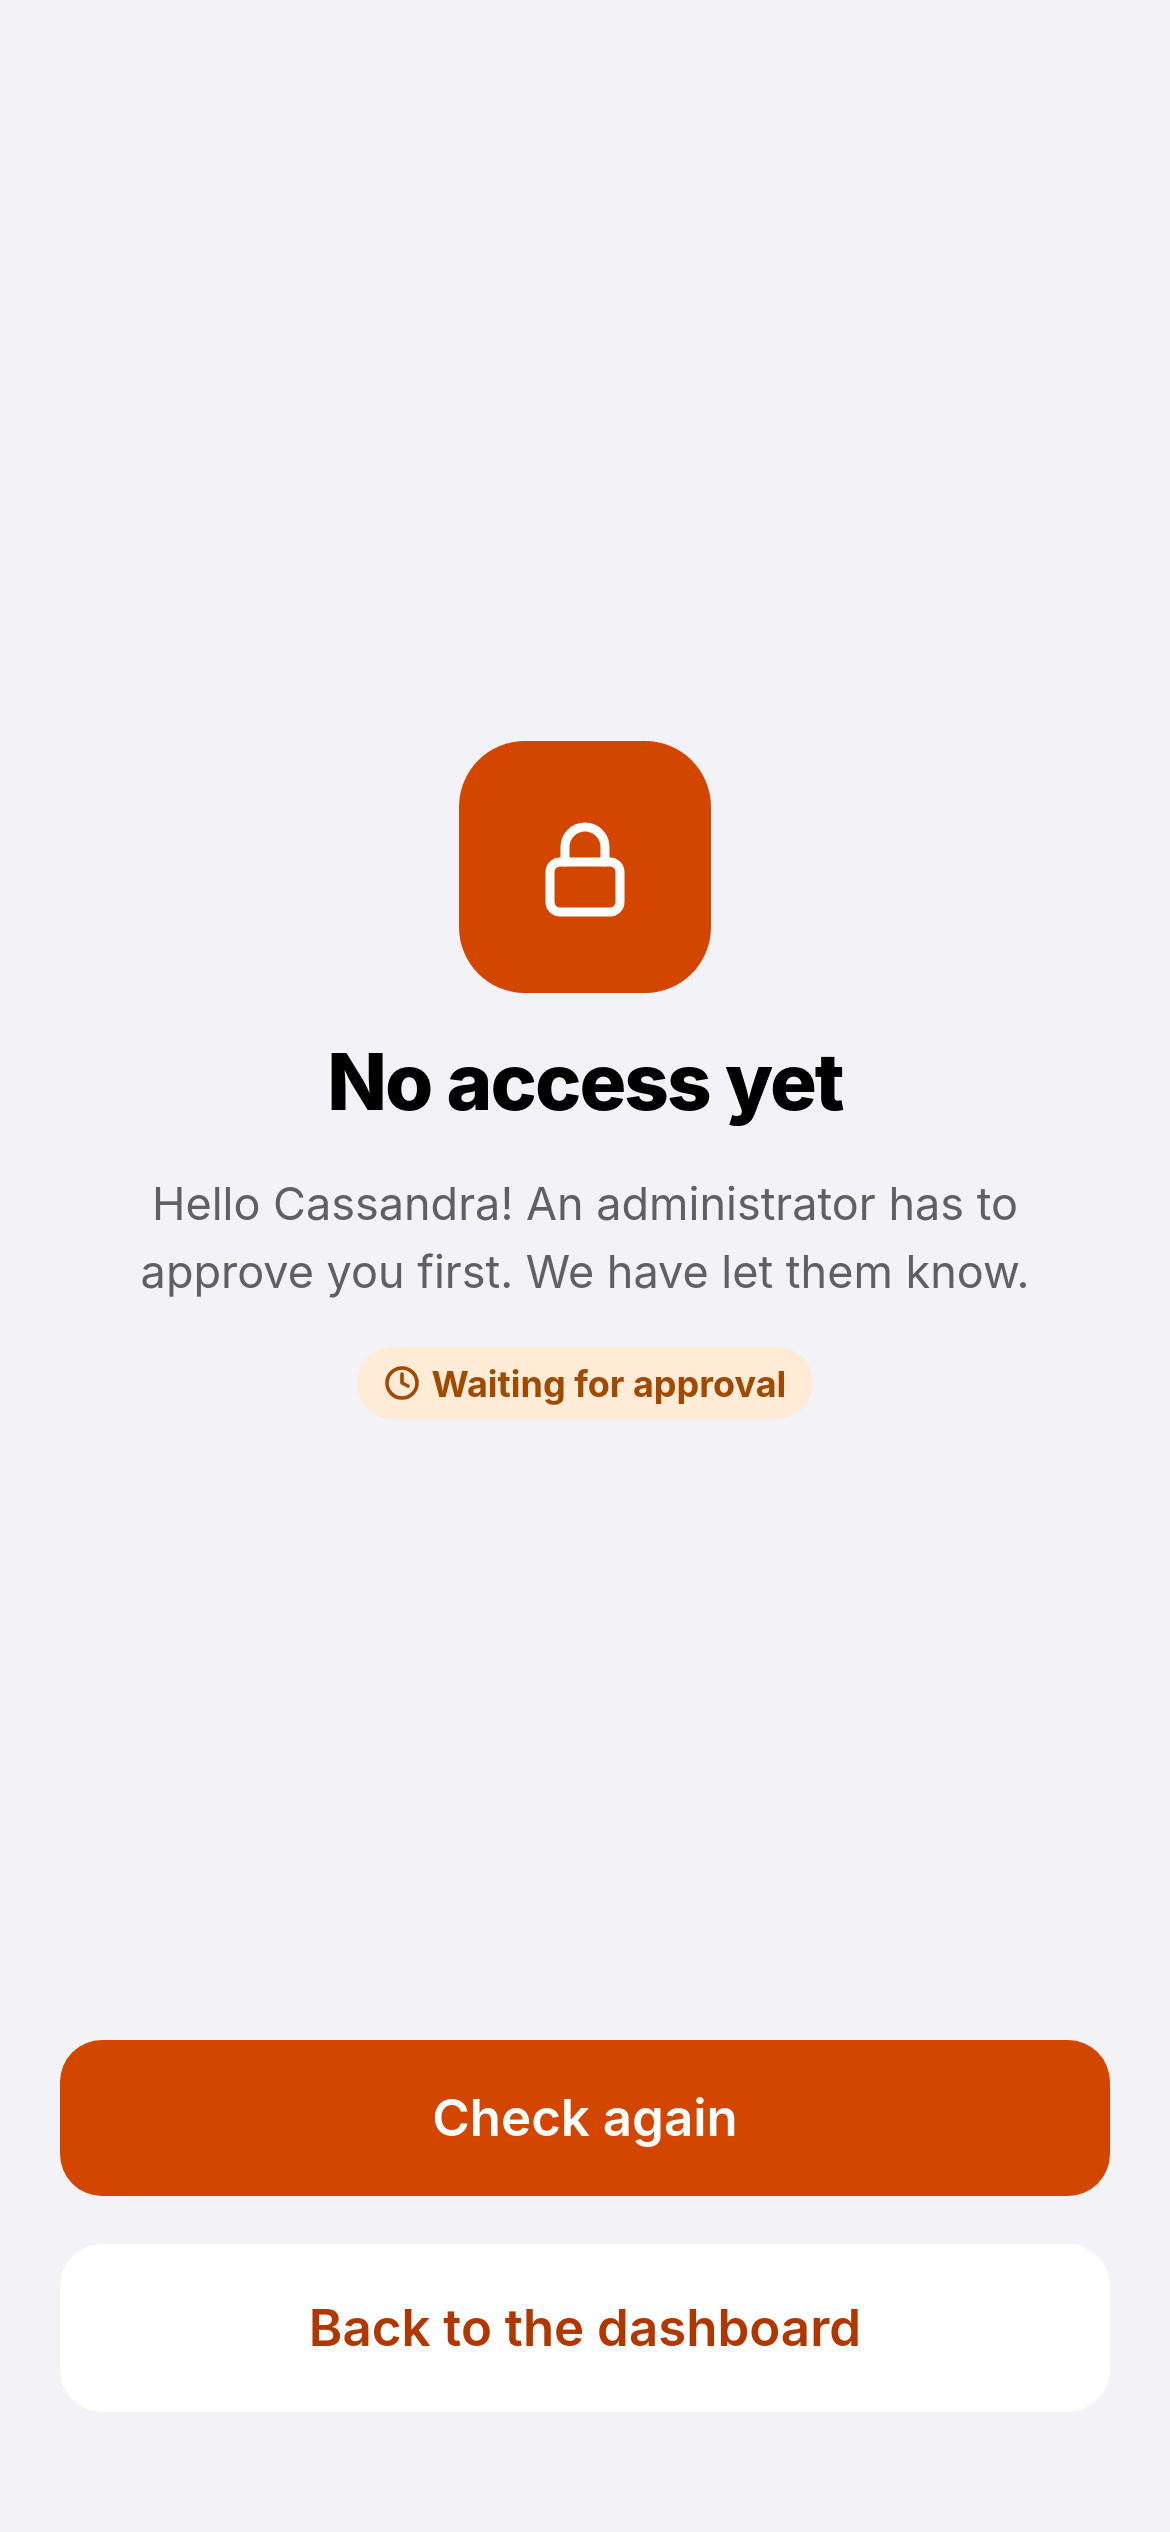 No access yet
Hello Cassandra! An administrator has to
approve you first. We have let them know.
Waiting for approval
Check again
Back to the dashboard